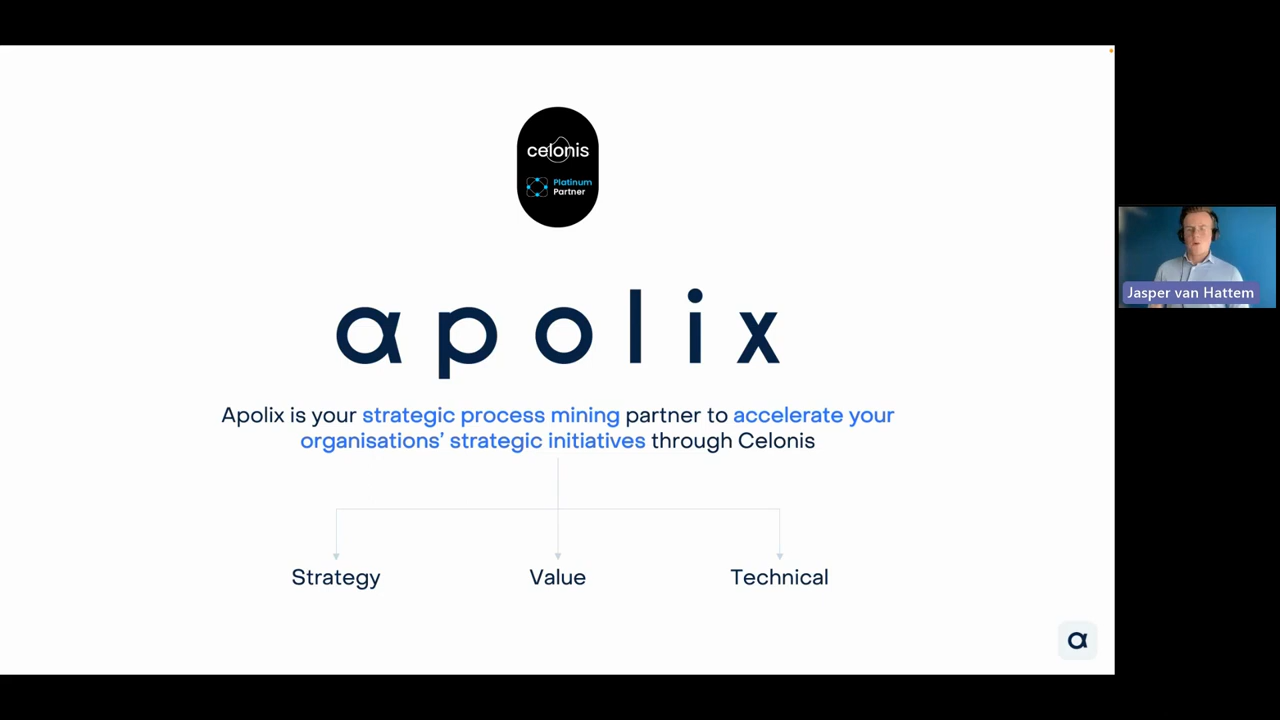 celonis
Platinum
Partner
apolix
Apolix is your strategic process mining partner to accelerate your
organisations’ strategic initiatives through Celonis
Strategy
Value
Technical
Jasper van Hattem
a